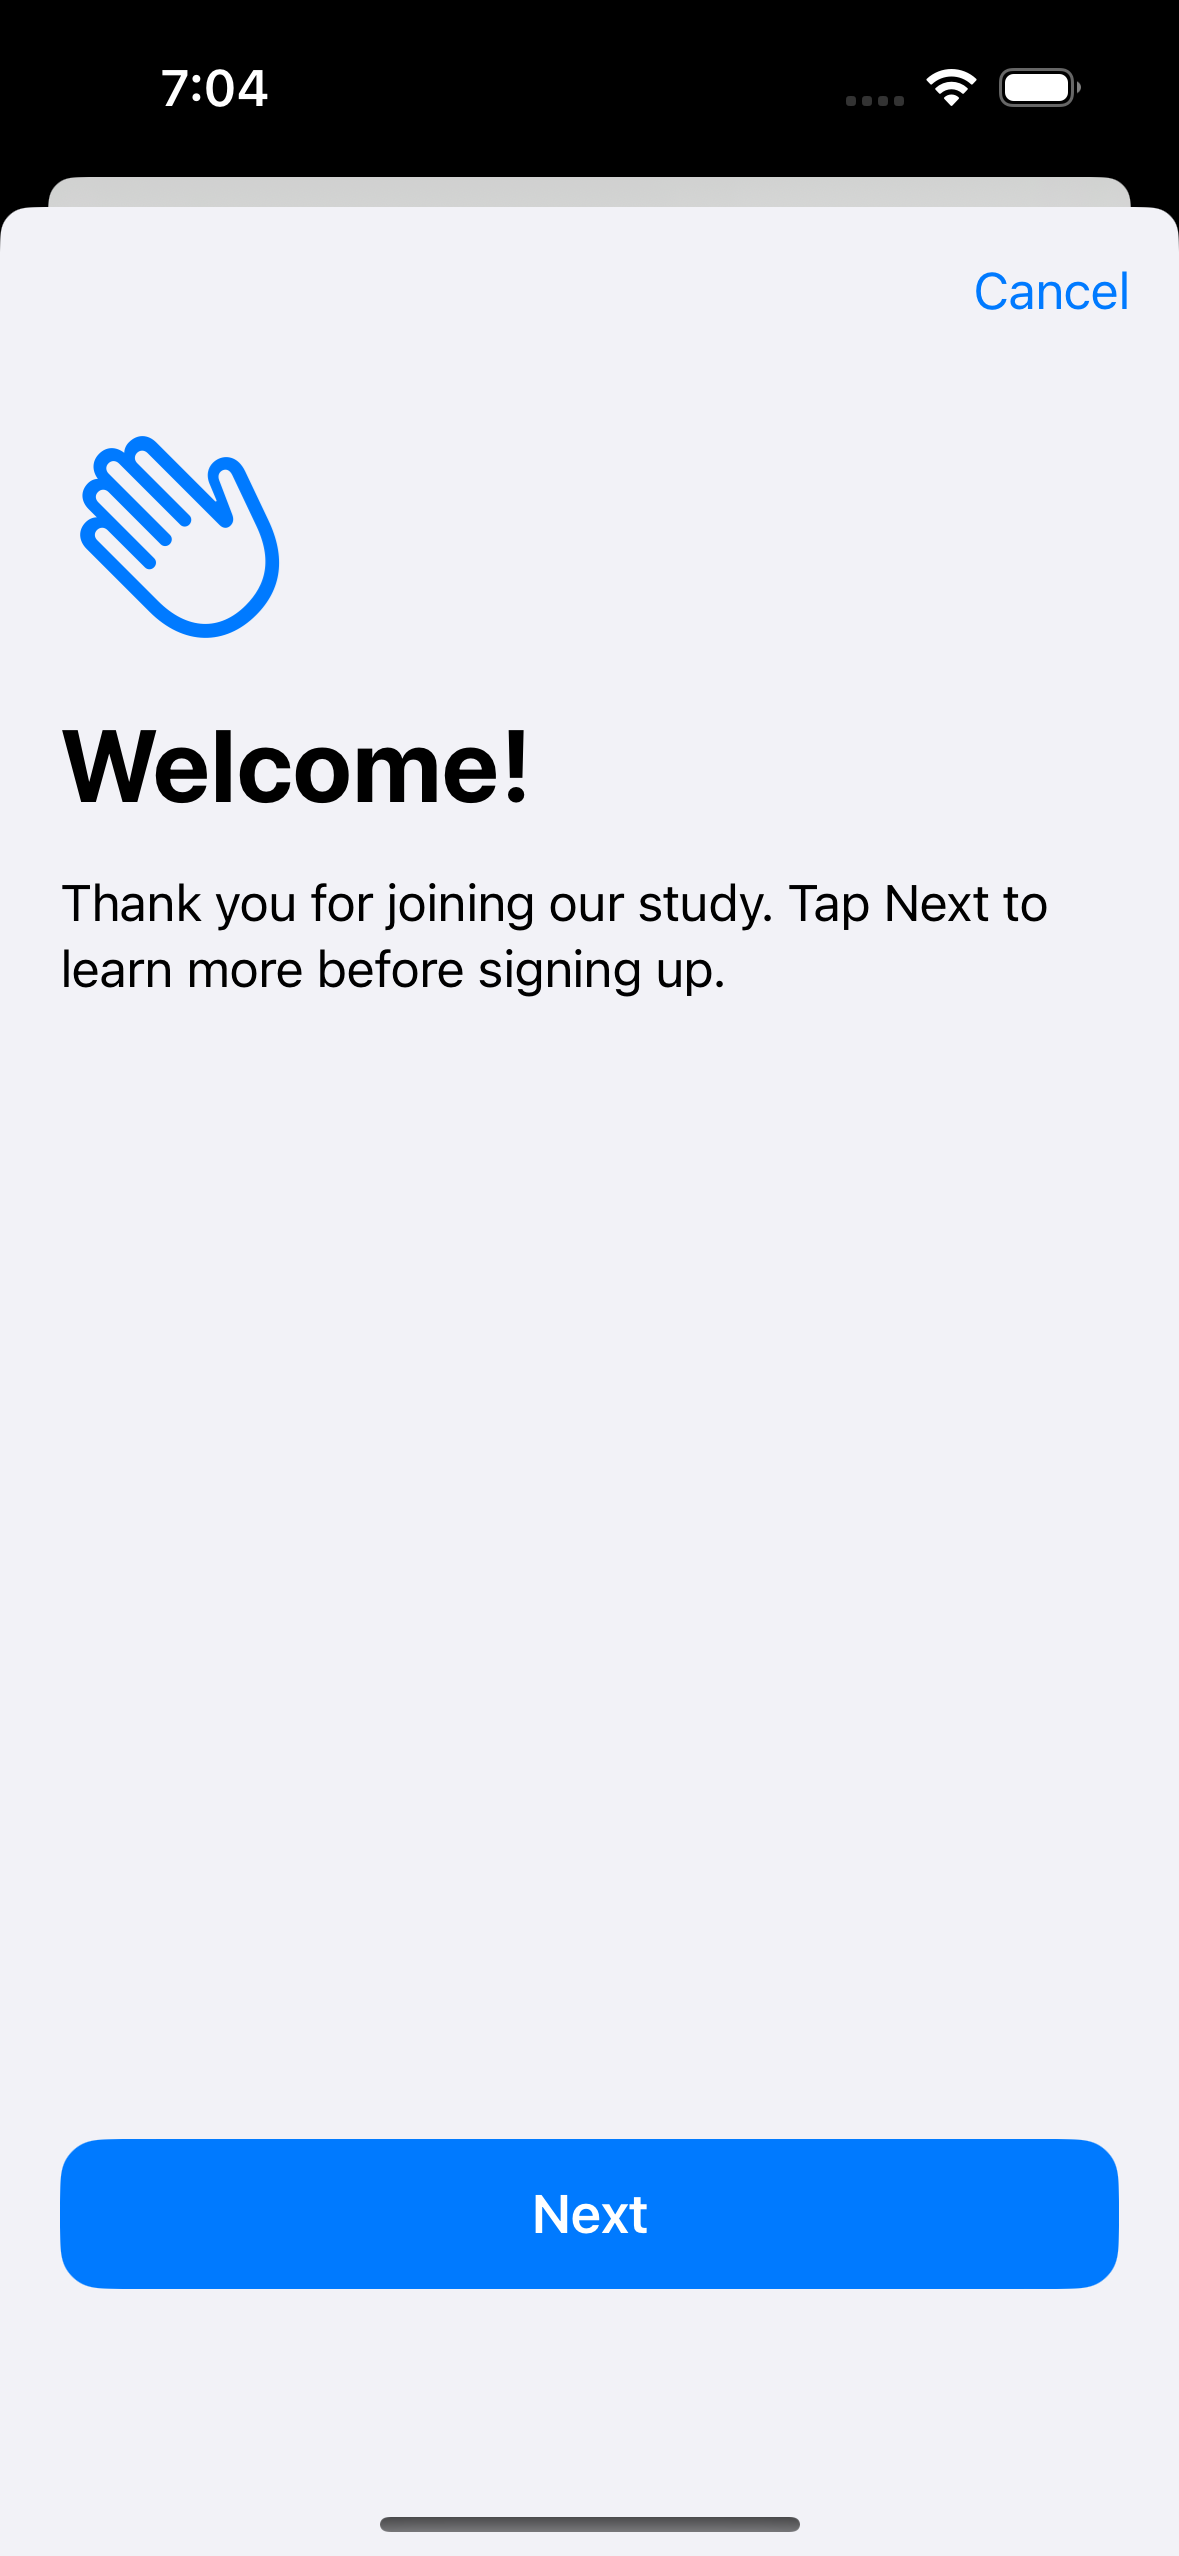 7:04
Cancel
Welcome!
Thank you for joining our study. Tap Next to
learn more before signing up.
Next